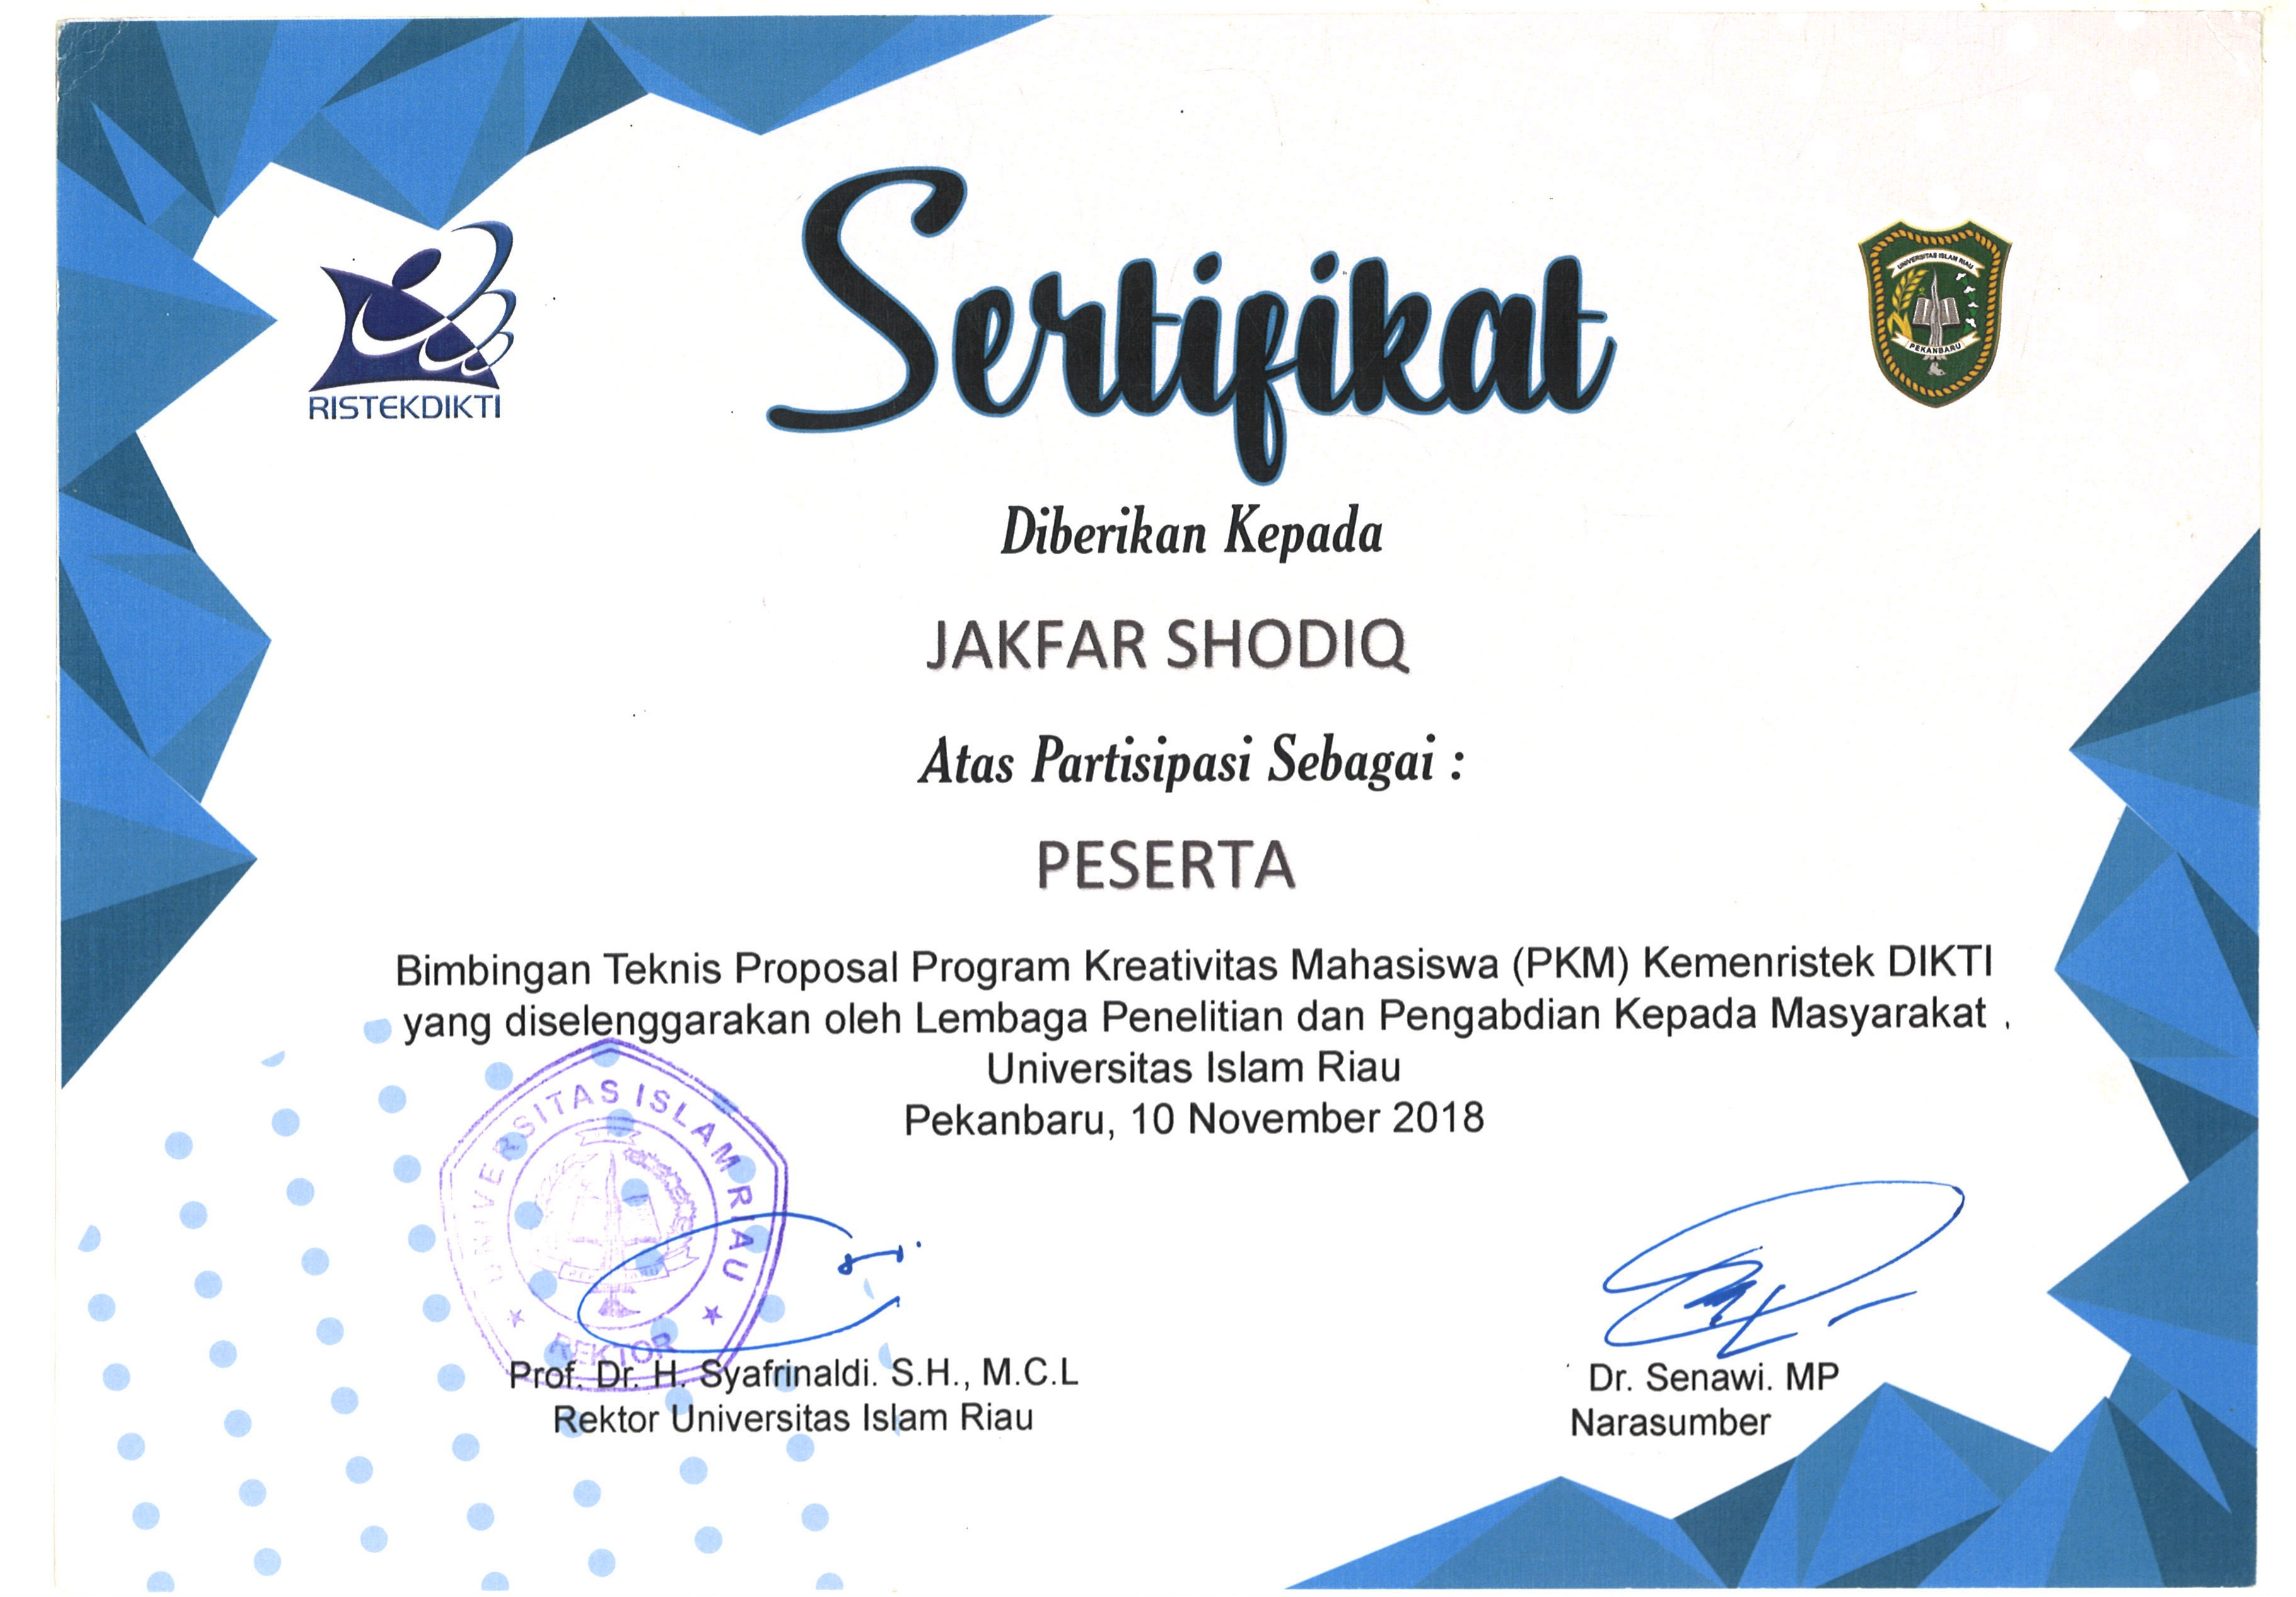 RISTEKDIKTI
Sertifikat
UNIVERSITAS ISLAM RIAU
PEKANBARU
Diberikan Kepada
JAKFAR SHODIQ
Atas Partisipasi Sebagai :
PESERTA
Bimbingan Teknis Proposal Program Kreativitas Mahasiswa (PKM) Kemenristek DIKTI
yang diselenggarakan oleh Lembaga Penelitian dan Pengabdian Kepada Masyarakat .
Universitas Islam Riau
Pekanbaru, 10 November 2018
UNIVERSITAS ISLAM RIAU
REKTOR
Prof. Dr. H. Syafrinaldi. S.H., M.C.L
Rektor Universitas Islam Riau
Dr. Senawi. MP
Narasumber